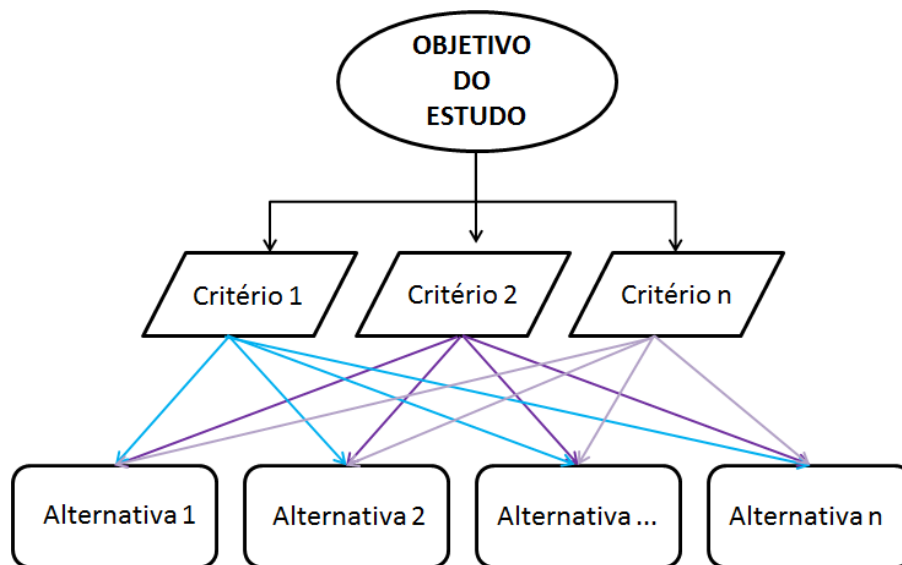 OBJETIVO
DO
ESTUDO
Critério 1
Critério 2
Critério n
Alternativa 1
Alternativa 2
Alternativa ...
Alternativa n